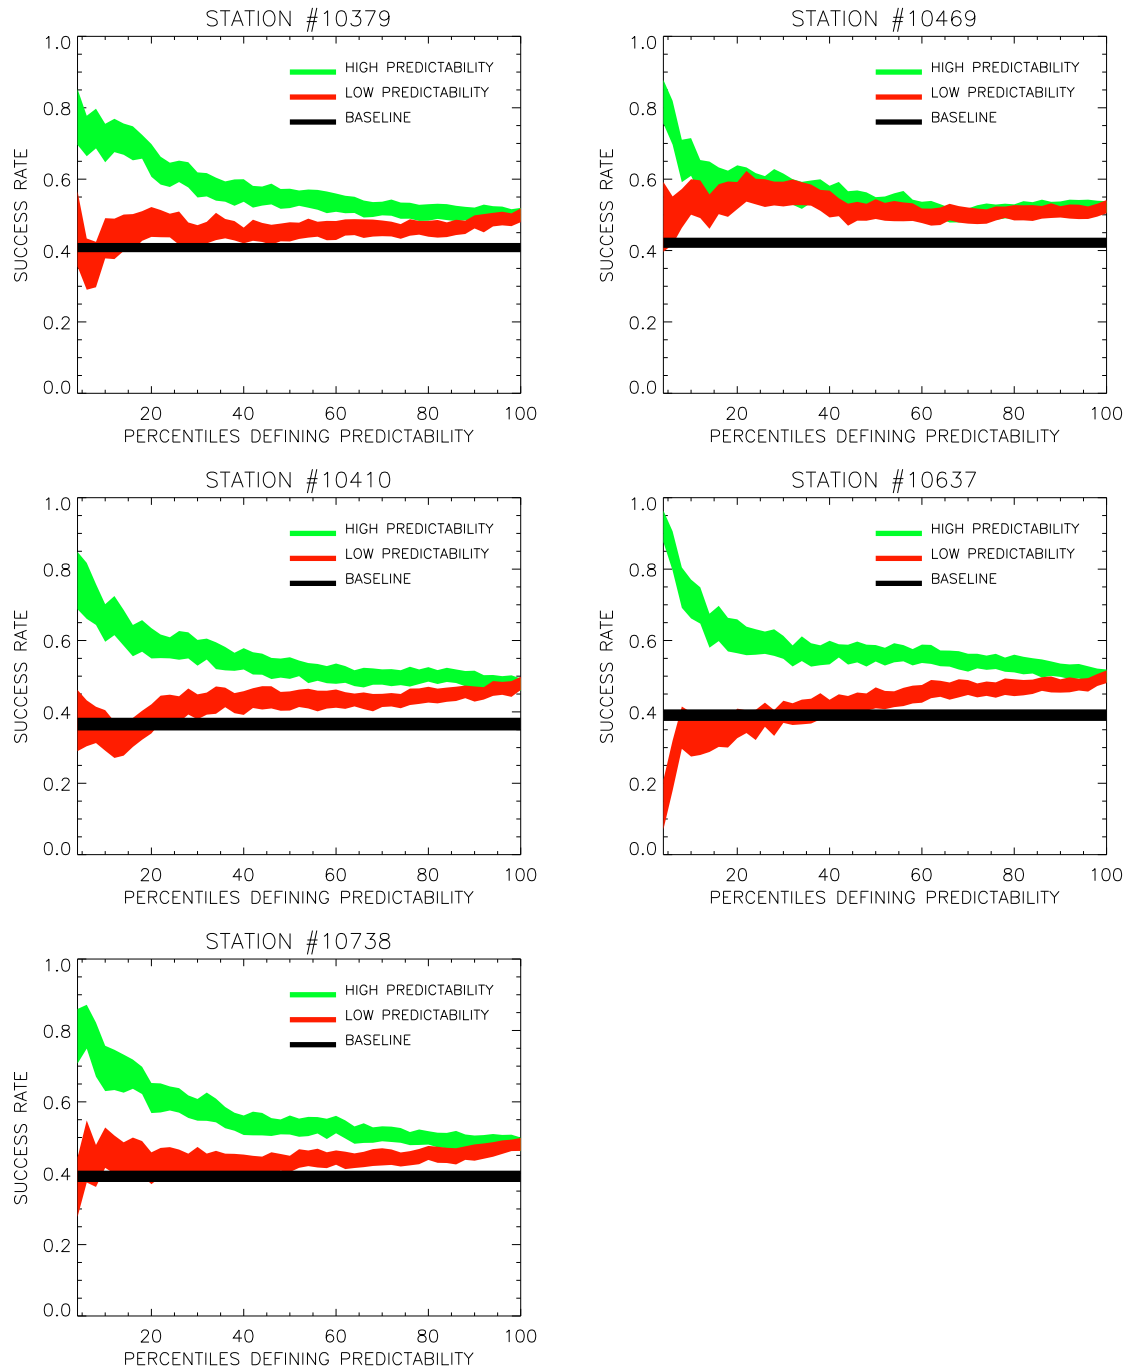 STATION #10379
1.0
0.8
0.6
0.4
0.2
0.0
SUCCESS RATE
HIGH PREDICTABILITY
LOW PREDICTABILITY
BASELINE
20 40 60 80 100
PERCENTILES DEFINING PREDICTABILITY
STATION #10469
1.0
0.8
0.6
0.4
0.2
0.0
SUCCESS RATE
HIGH PREDICTABILITY
LOW PREDICTABILITY
BASELINE
20 40 60 80 100
PERCENTILES DEFINING PREDICTABILITY
STATION #10410
1.0
0.8
0.6
0.4
0.2
0.0
SUCCESS RATE
HIGH PREDICTABILITY
LOW PREDICTABILITY
BASELINE
20 40 60 80 100
PERCENTILES DEFINING PREDICTABILITY
STATION #10637
1.0
0.8
0.6
0.4
0.2
0.0
SUCCESS RATE
HIGH PREDICTABILITY
LOW PREDICTABILITY
BASELINE
20 40 60 80 100
PERCENTILES DEFINING PREDICTABILITY
STATION #10738
1.0
0.8
0.6
0.4
0.2
0.0
SUCCESS RATE
HIGH PREDICTABILITY
LOW PREDICTABILITY
BASELINE
20 40 60 80 100
PERCENTILES DEFINING PREDICTABILITY